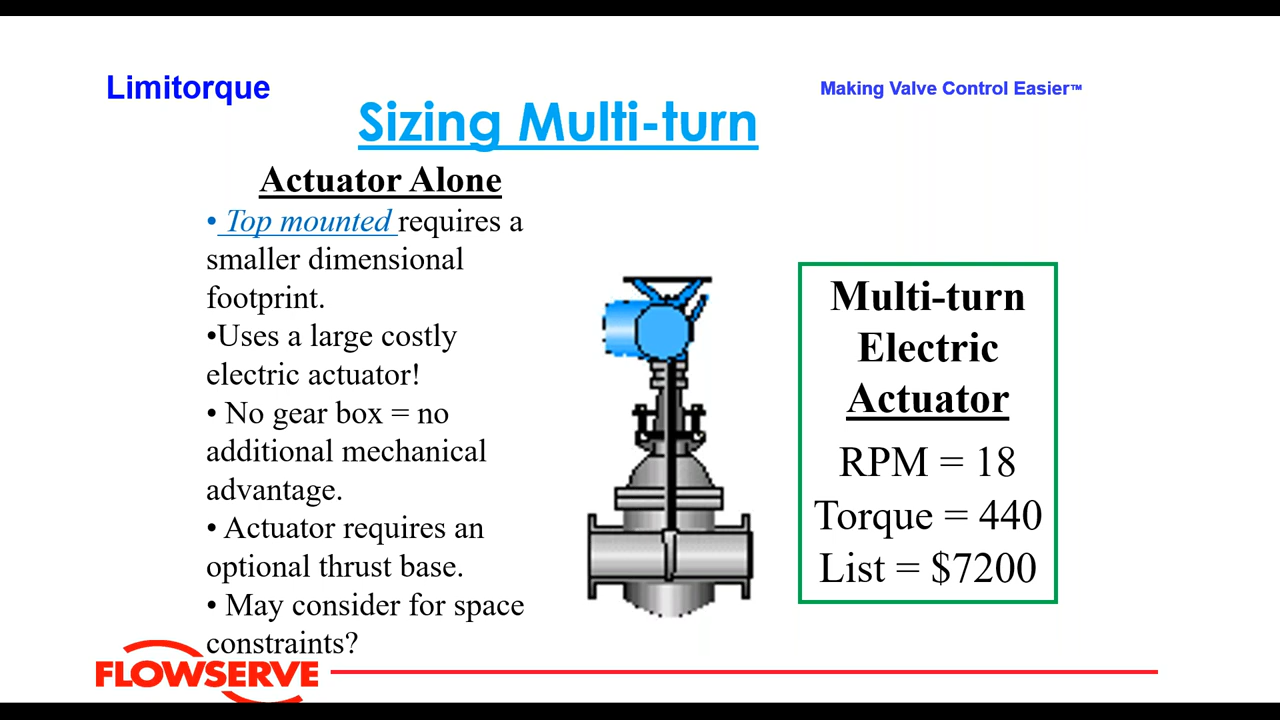 Limitorque
Making Valve Control Easier™
Sizing Multi-turn
Actuator Alone
• Top mounted requires a
smaller dimensional
footprint.
•Uses a large costly
electric actuator!
• No gear box = no
additional mechanical
advantage.
• Actuator requires an
optional thrust base.
• May consider for space
constraints?
Multi-turn
Electric
Actuator
RPM = 18
Torque = 440
List = $7200
FLOWSERVE